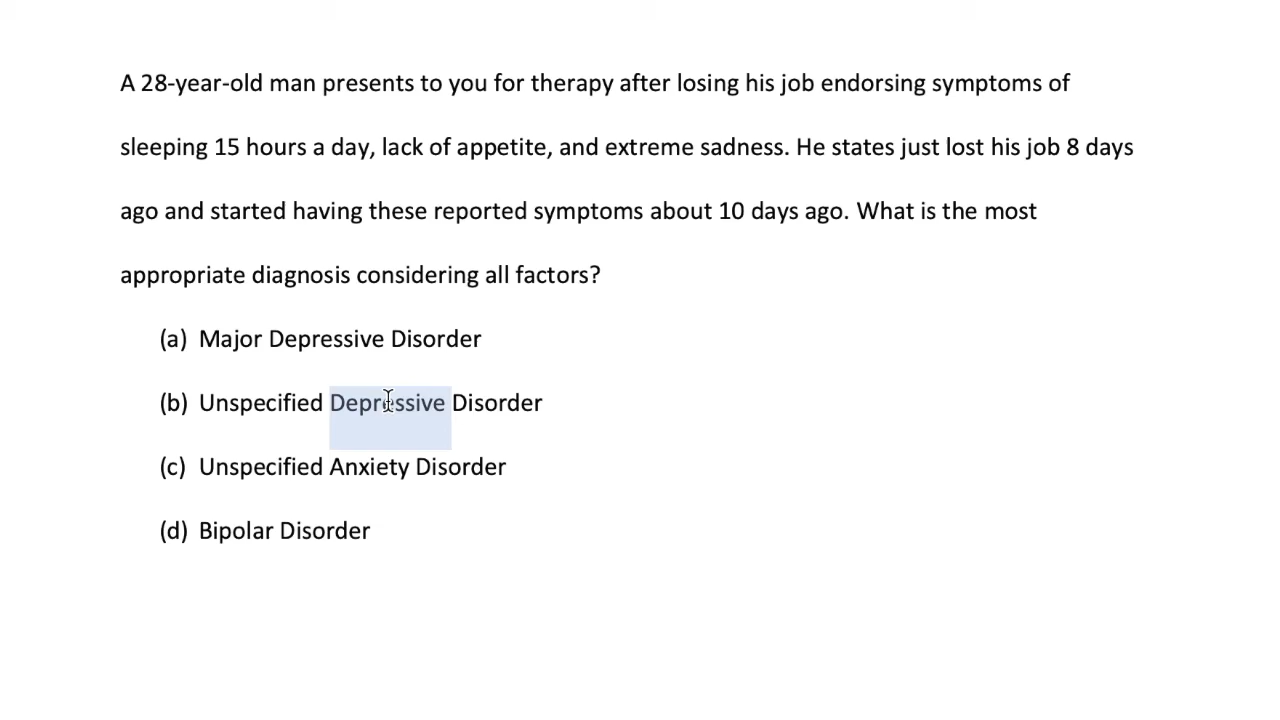 A 28-year-old man presents to you for therapy after losing his job endorsing symptoms of
sleeping 15 hours a day, lack of appetite, and extreme sadness. He states just lost his job 8 days
ago and started having these reported symptoms about 10 days ago. What is the most
appropriate diagnosis considering all factors?
(a) Major Depressive Disorder
(b) Unspecified Depressive Disorder
(c) Unspecified Anxiety Disorder
(d) Bipolar Disorder